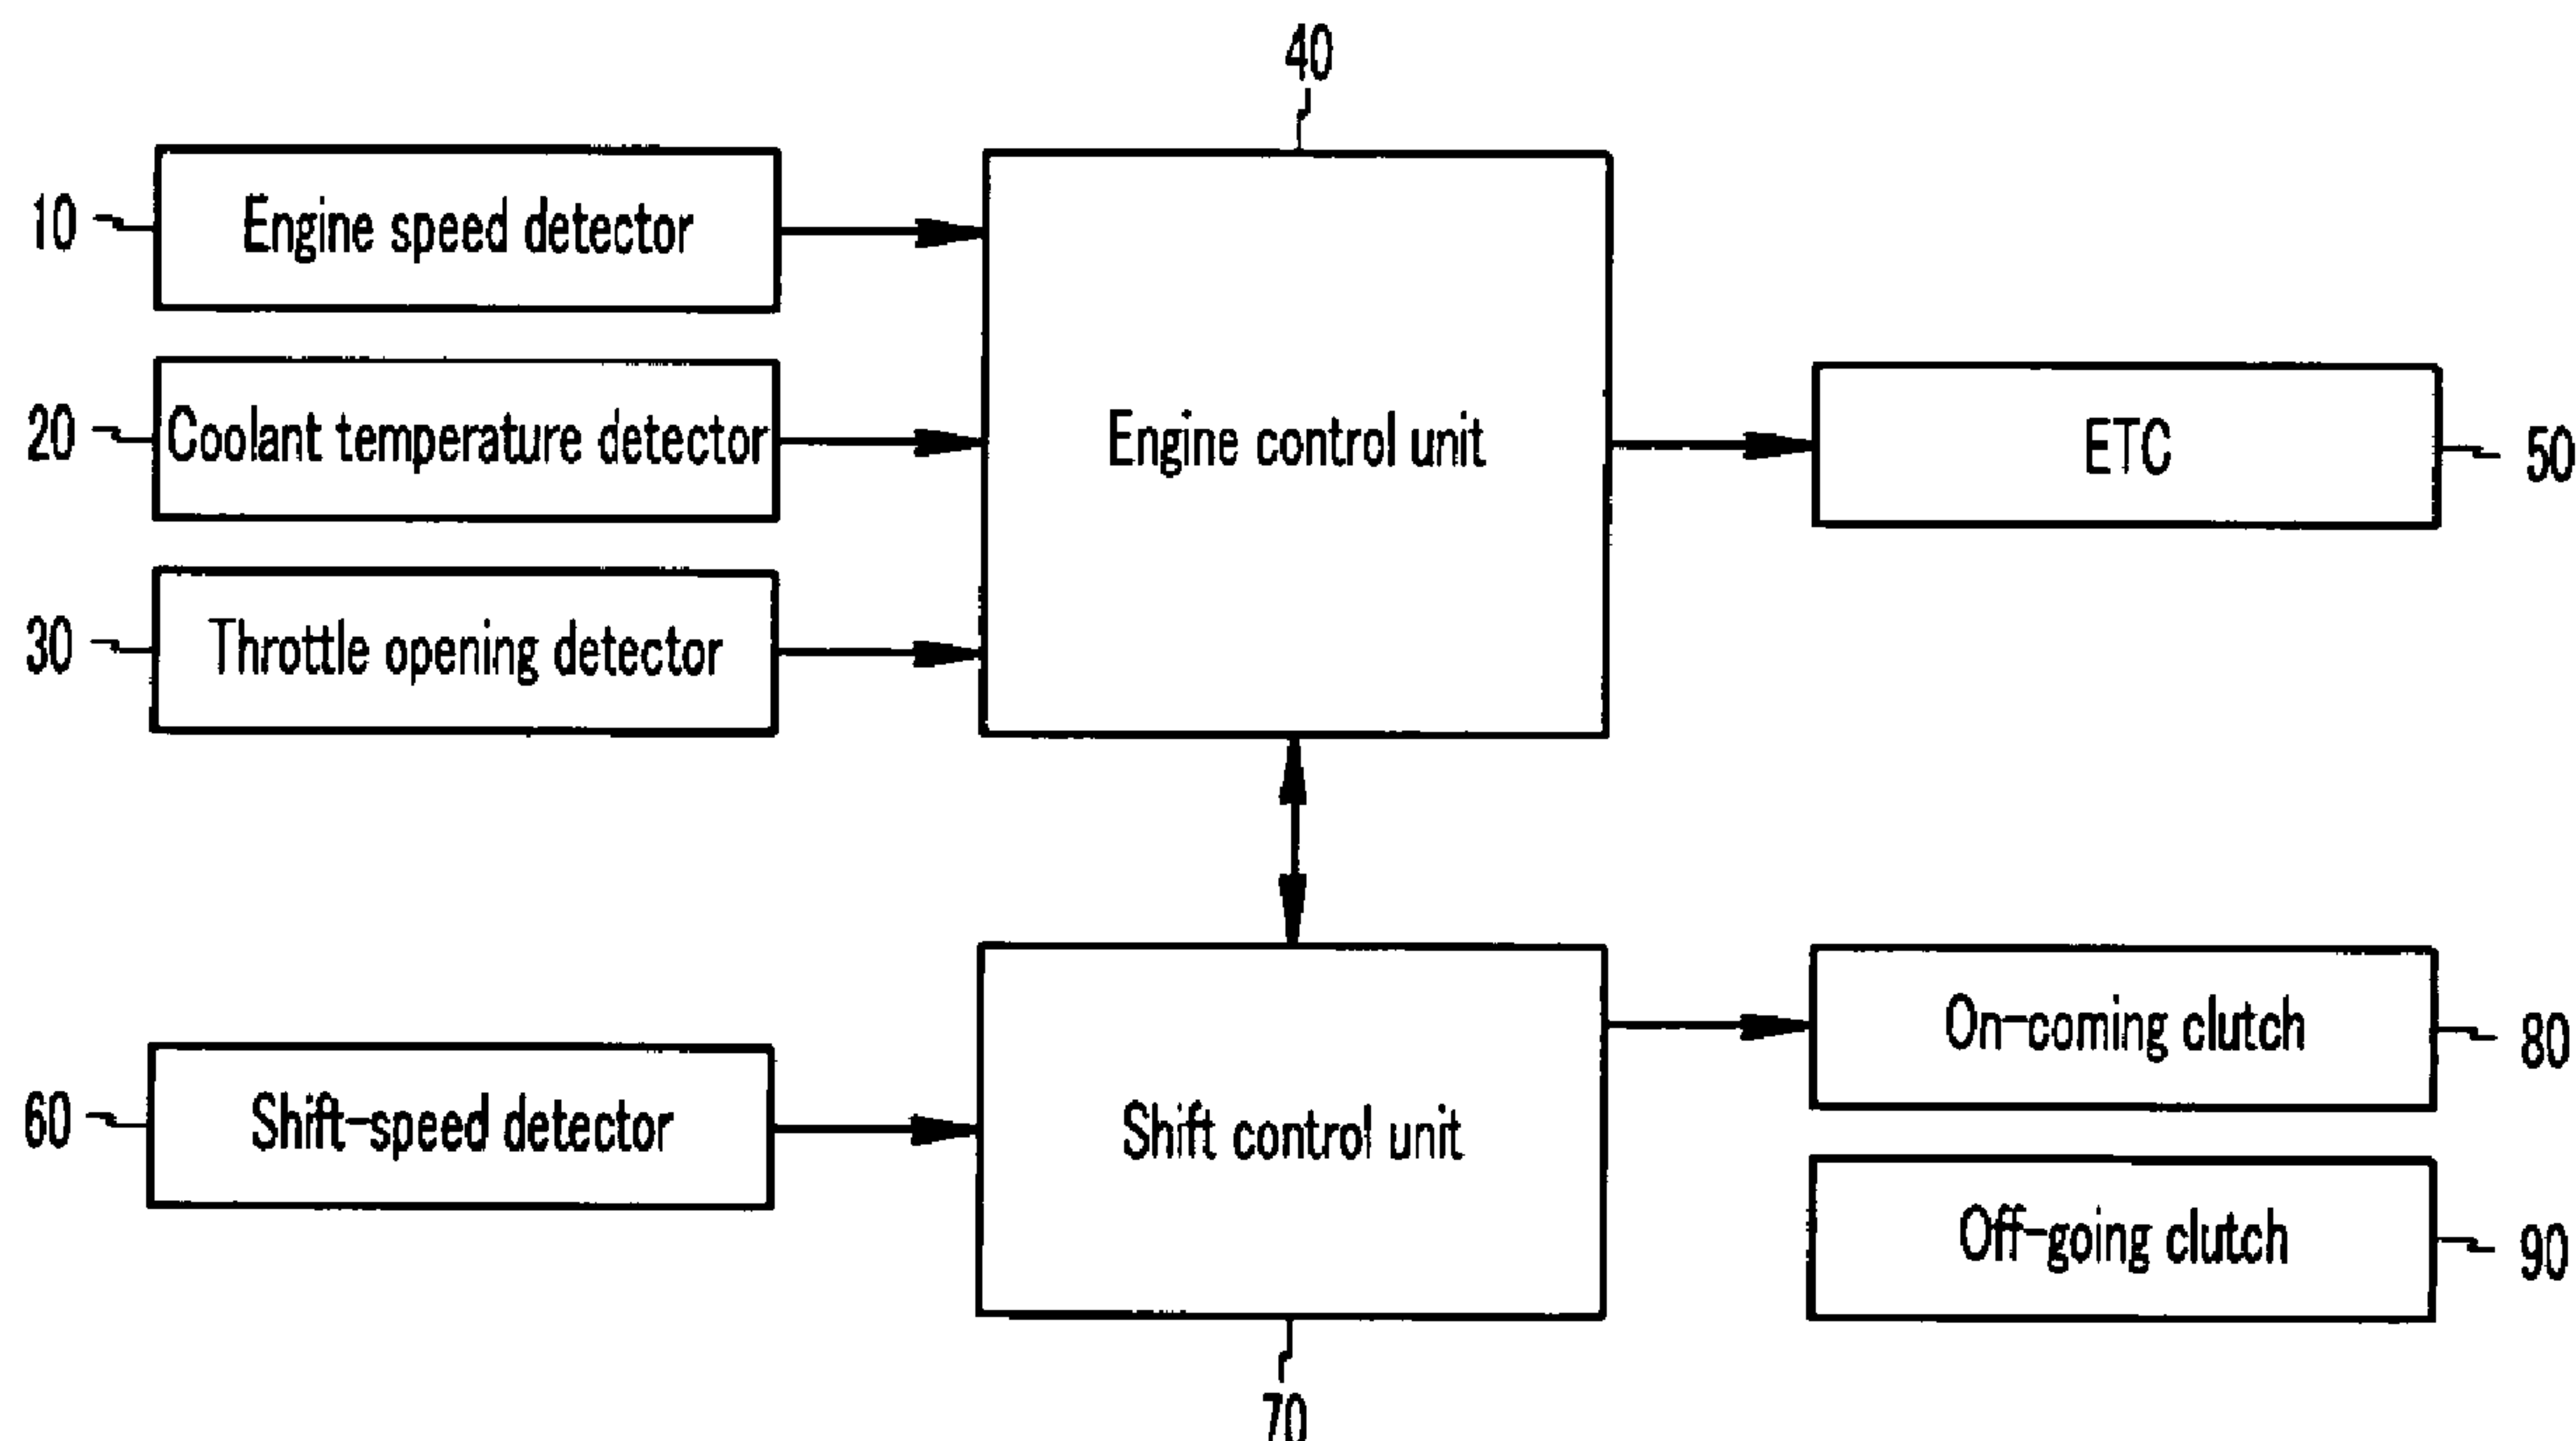 40
10 Engine speed detector
20 Coolant temperature detector
30 Throttle opening detector
Engine control unit
ETC 50
60 Shift-speed detector
Shift control unit
70
On-coming clutch 80
Off-going clutch 90